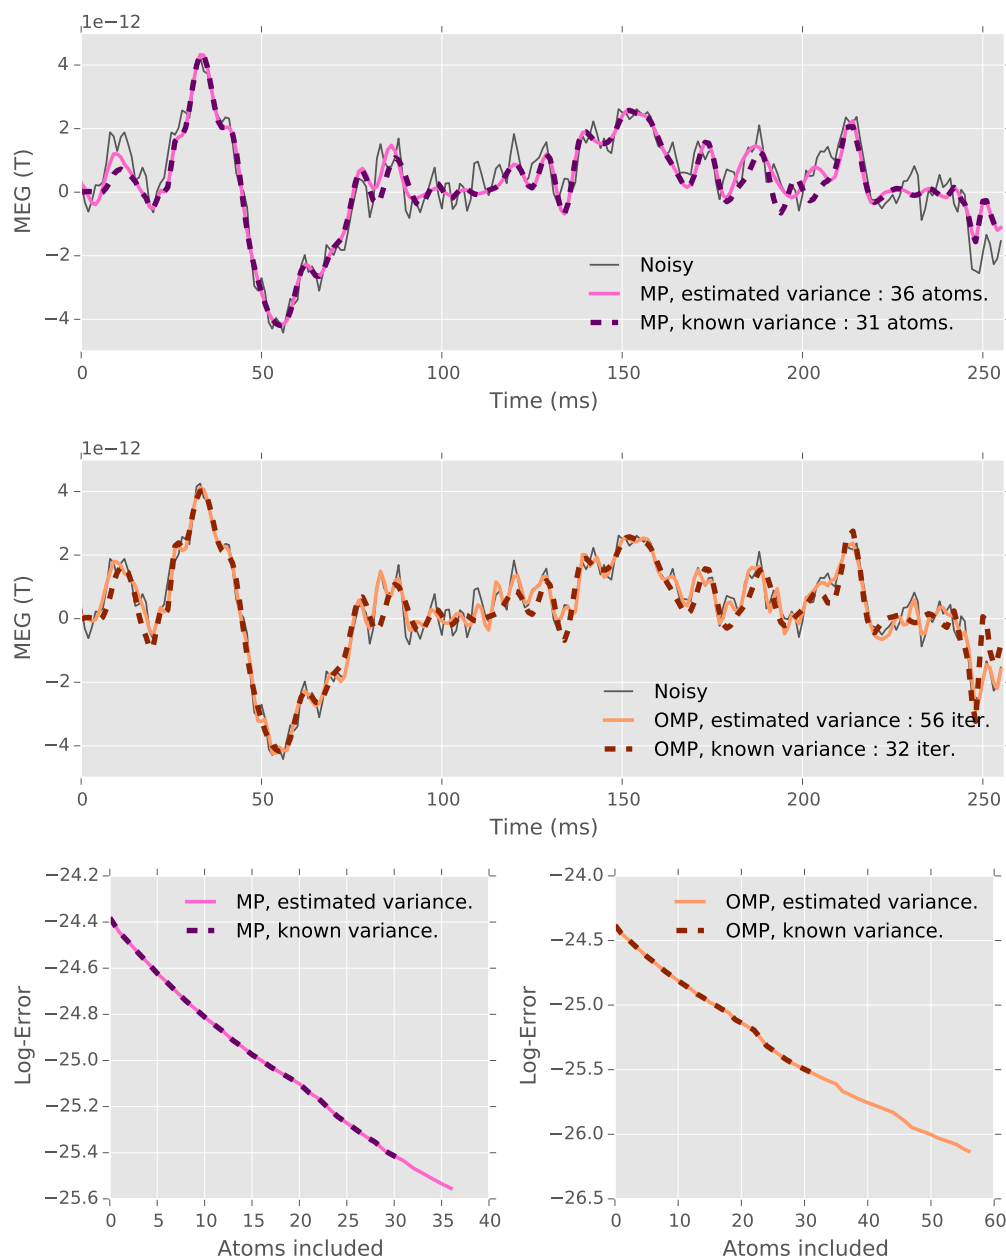 1e−12
4
2
0
−2
−4
MEG (T)
Noisy
MP, estimated variance : 36 atoms.
MP, known variance : 31 atoms.
0 50 100 150 200 250
Time (ms)
1e−12
4
2
0
−2
−4
MEG (T)
Noisy
OMP, estimated variance : 56 iter.
OMP, known variance : 32 iter.
0 50 100 150 200 250
Time (ms)
−24.2
−24.4
−24.6
−24.8
−25.0
−25.2
−25.4
−25.6
Log-Error
MP, estimated variance.
MP, known variance.
0 5 10 15 20 25 30 35 40
Atoms included
−24.0
−24.5
−25.0
−25.5
−26.0
−26.5
Log-Error
OMP, estimated variance.
OMP, known variance.
0 10 20 30 40 50 60
Atoms included